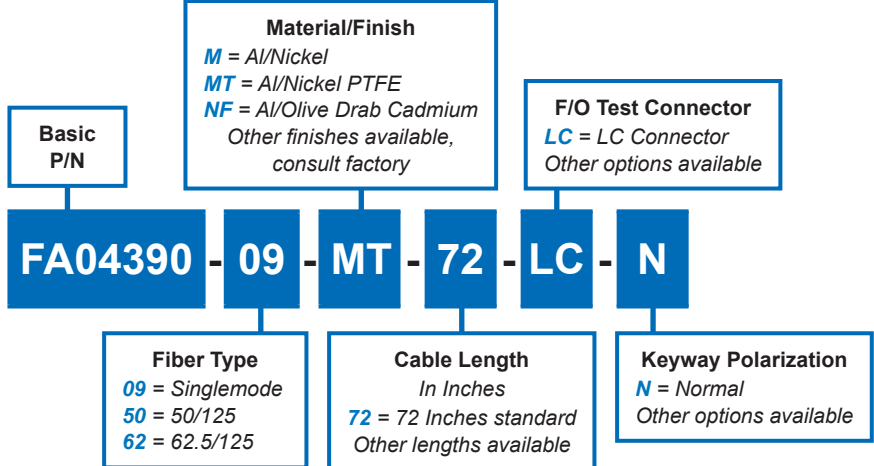 Material/Finish
M = Al/Nickel
MT = Al/Nickel PTFE
NF = Al/Olive Drab Cadmium
Other finishes available,
consult factory
Basic
P/N
F/O Test Connector
LC = LC Connector
Other options available
FA04390 - 09 - MT - 72 - LC - N
Fiber Type
09 = Singlemode
50 = 50/125
62 = 62.5/125
Cable Length
In Inches
72 = 72 Inches standard
Other lengths available
Keyway Polarization
N = Normal
Other options available